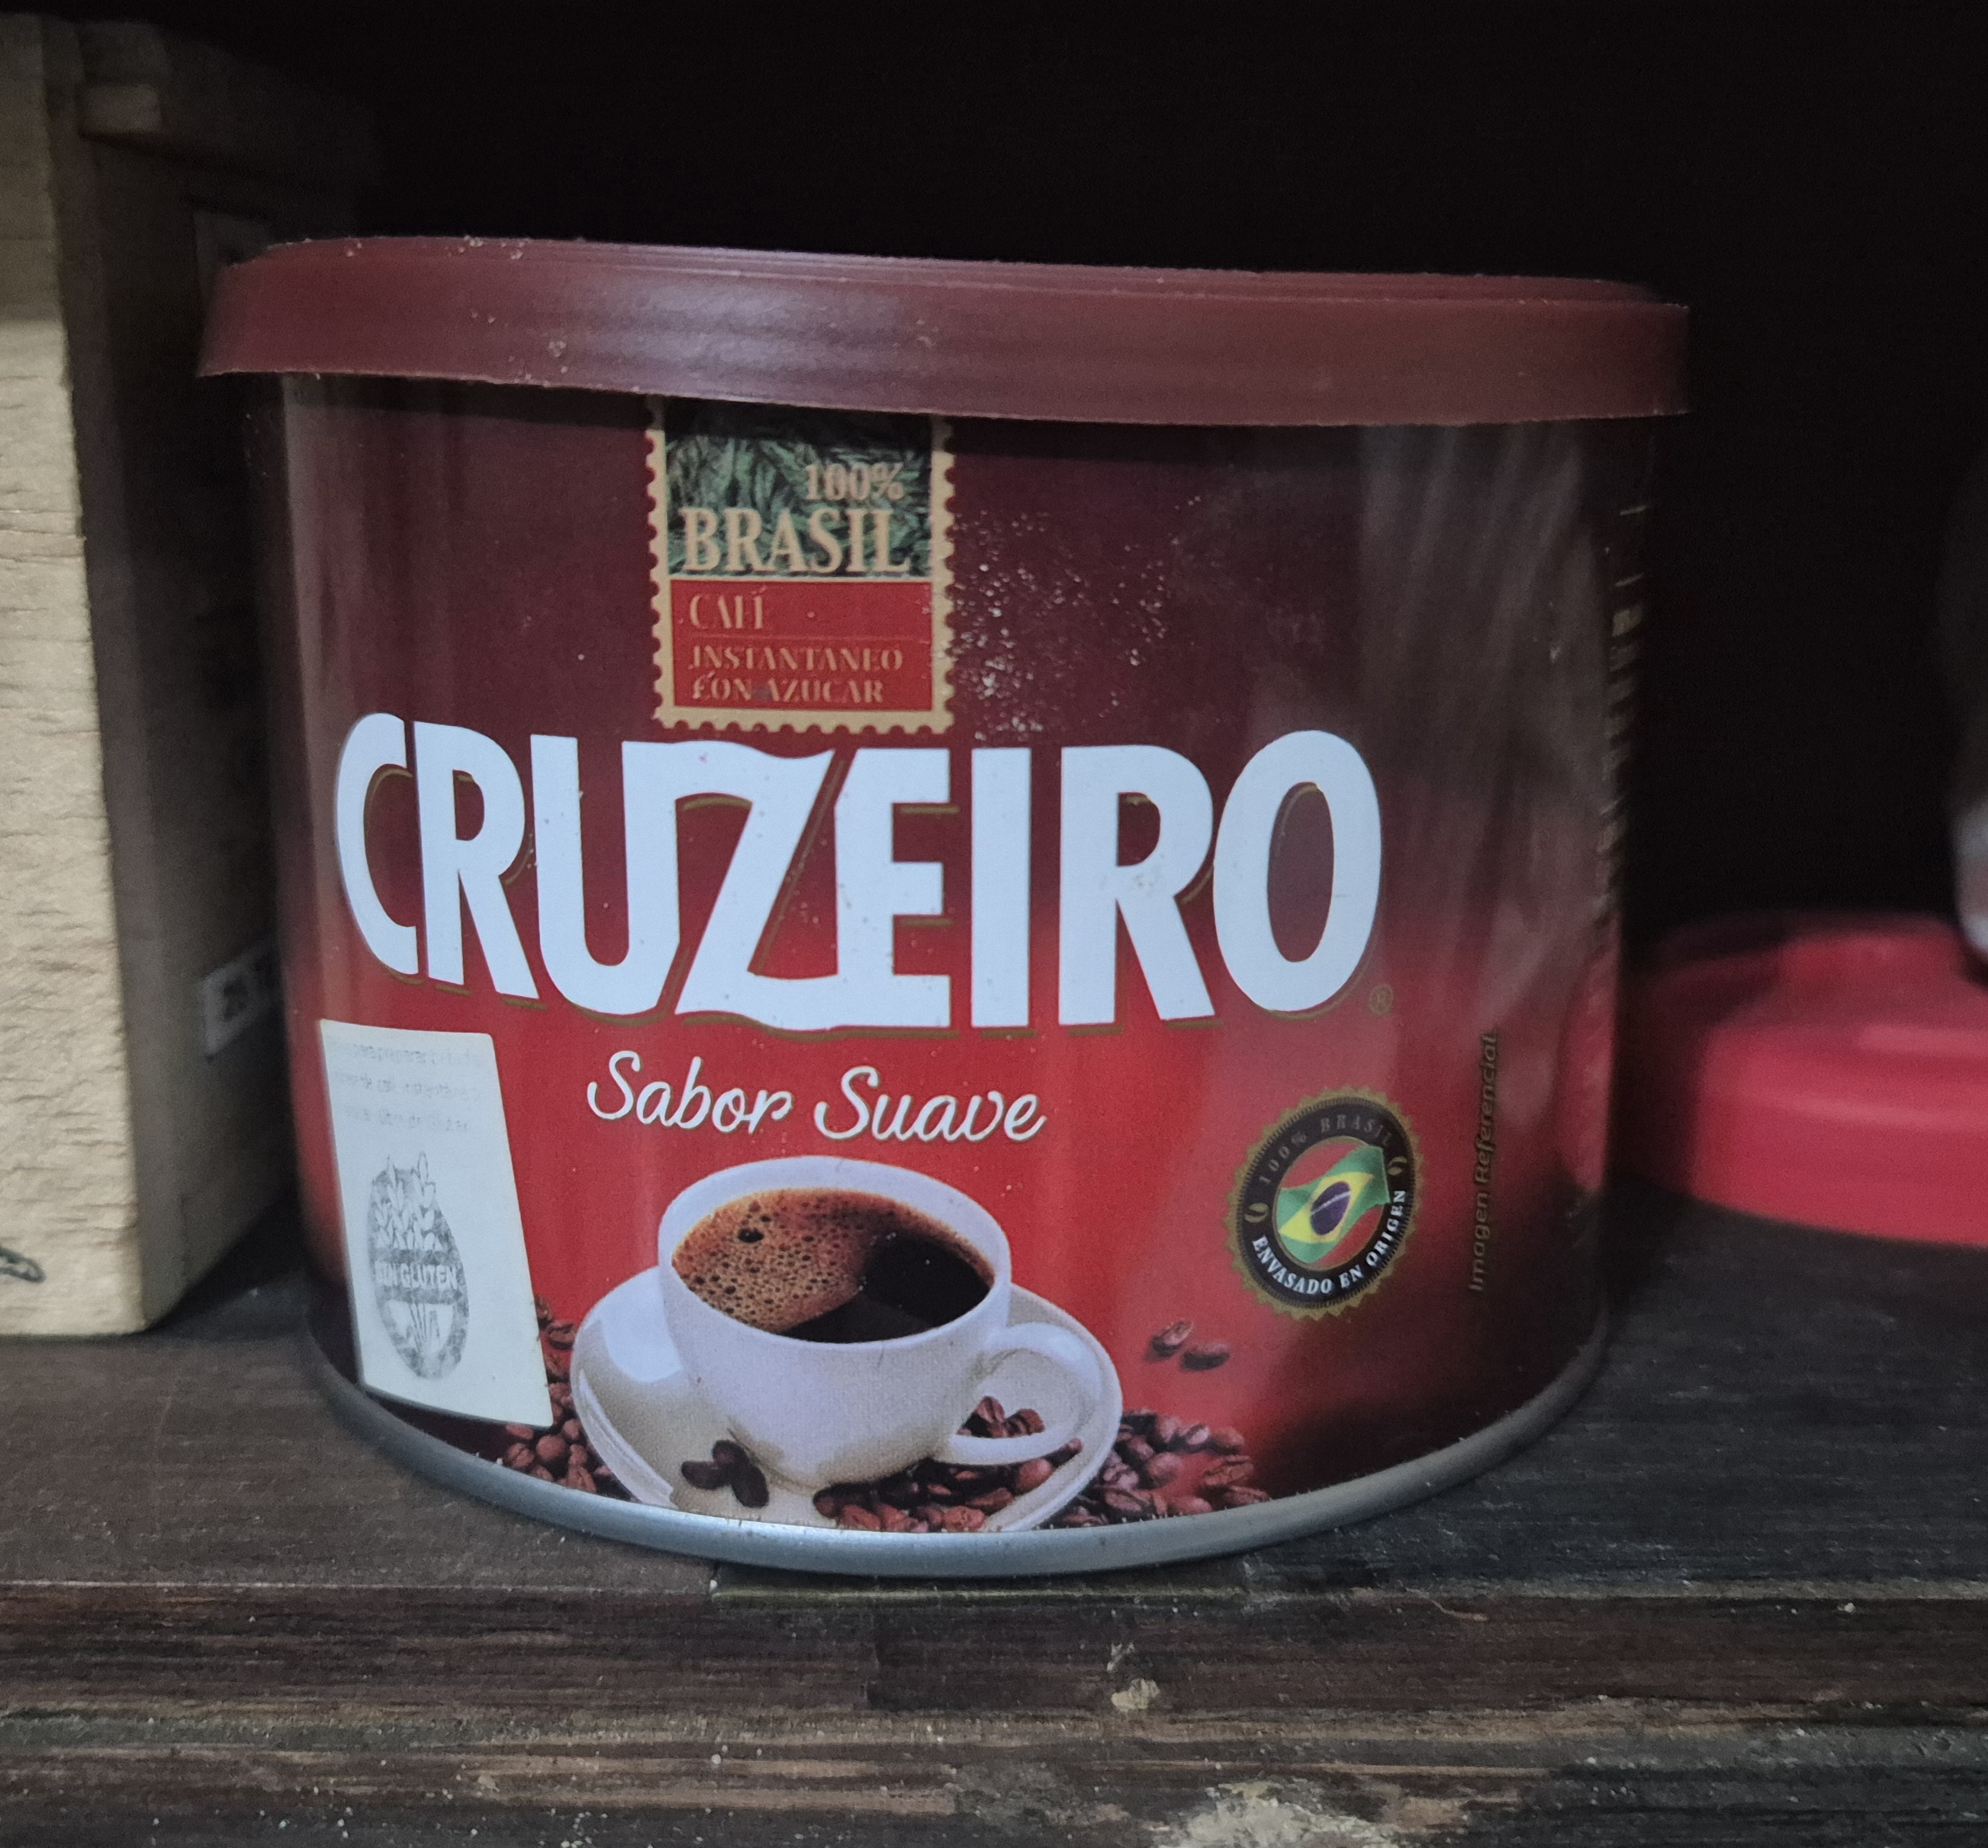 100%
BRASIL
CAFÉ
INSTANTANEO
CON AZUCAR
CRUZEIRO
®
Sabor Suave
SIN GLUTEN
100% BRASIL
ENVASADO EN ORIGEN
Imagen Referencial